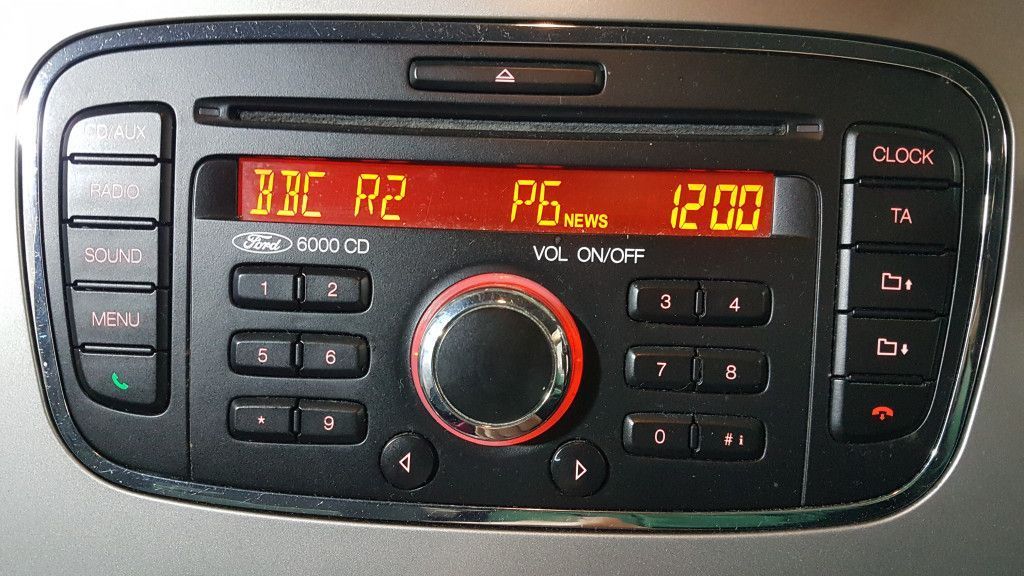 CD/AUX
RADIO
SOUND
MENU
BBC R2 P6 NEWS 1200
Ford 6000 CD
VOL ON/OFF
1 2
3 4
5 6
7 8
* 9
0 # i
CLOCK
TA